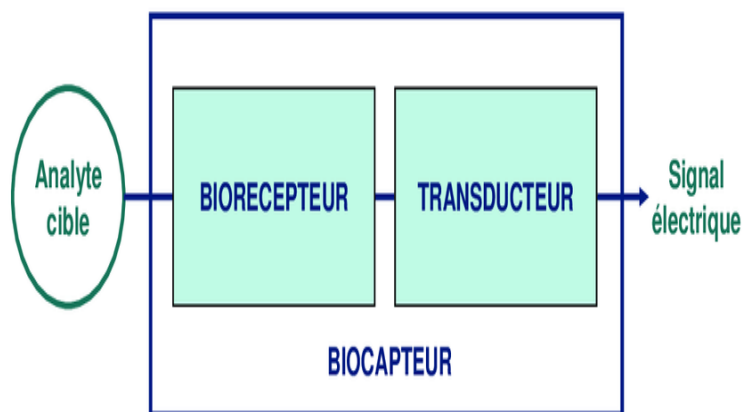 Analyte
cible
BIORECEPTEUR
TRANSDUCTEUR
Signal
électrique
BIOCAPTEUR